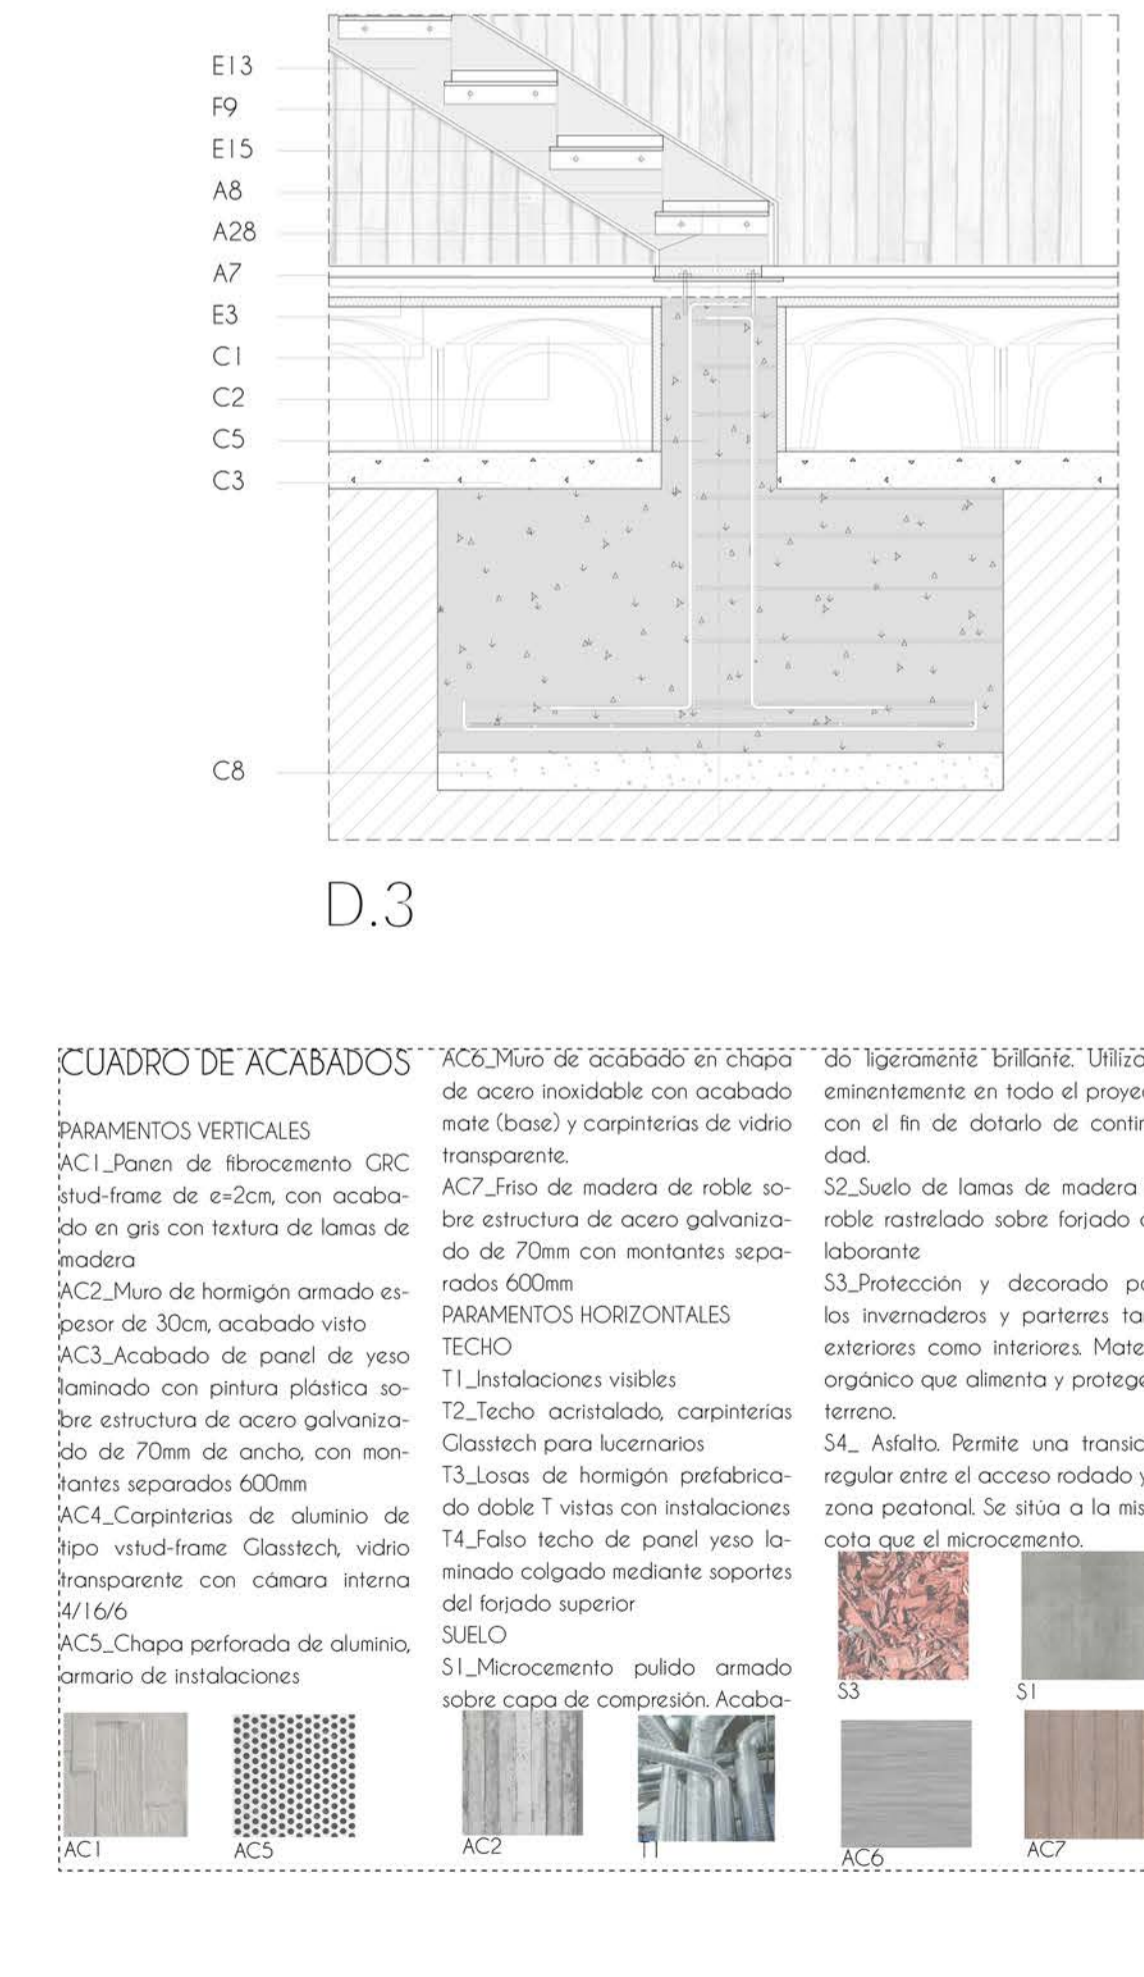 E13
F9
E15
A8
A28
A7
E3
C1
C2
C5
C3
C8
D.3
CUADRO DE ACABADOS
PARAMENTOS VERTICALES
AC1_Panen de fibrocemento GRC
stud-frame de e=2cm, con acaba-
do en gris con textura de lamas de
madera
AC2_Muro de hormigón armado es-
pesor de 30cm, acabado visto
AC3_Acabado de panel de yeso
laminado con pintura plástica so-
bre estructura de acero galvaniza-
do de 70mm de ancho, con mon-
tantes separados 600mm
AC4_Carpinterias de aluminio de
tipo vstud-frame Glasstech, vidrio
transparente con cámara interna
4/16/6
AC5_Chapa perforada de aluminio,
armario de instalaciones
AC6_Muro de acabado en chapa
de acero inoxidable con acabado
mate (base) y carpinterias de vidrio
transparente.
AC7_Friso de madera de roble so-
bre estructura de acero galvaniza-
do de 70mm con montantes sepa-
rados 600mm
PARAMENTOS HORIZONTALES
TECHO
T1_Instalaciones visibles
T2_Techo acristalado, carpinterias
Glasstech para lucernarios
T3_Losas de hormigón prefabrica-
do doble T vistas con instalaciones
T4_Falso techo de panel yeso la-
minado colgado mediante soportes
del forjado superior
SUELO
S1_Microcemento pulido armado
sobre capa de compresión. Acaba-
do ligeramente brillante. Utiliza
eminentemente en todo el proyec
con el fin de dotarlo de contin
dad.
S2_Suelo de lamas de madera
roble rastrelado sobre forjado c
laborante
S3_Protección y decorado pa
los invernaderos y parterres ta
exteriores como interiores. Mate
orgánico que alimenta y protege
terreno.
S4_ Asfalto. Permite una transic
regular entre el acceso rodado y
zona peatonal. Se sitúa a la mis
cota que el microcemento.
S3
S1
AC1
AC5
AC2
T1
AC6
AC7